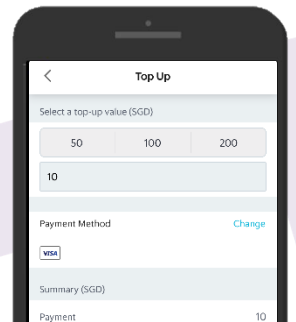 Top Up
Select a top-up value (SGD)
50 100 200
10
Payment Method Change
VISA
Summary (SGD)
Payment 10